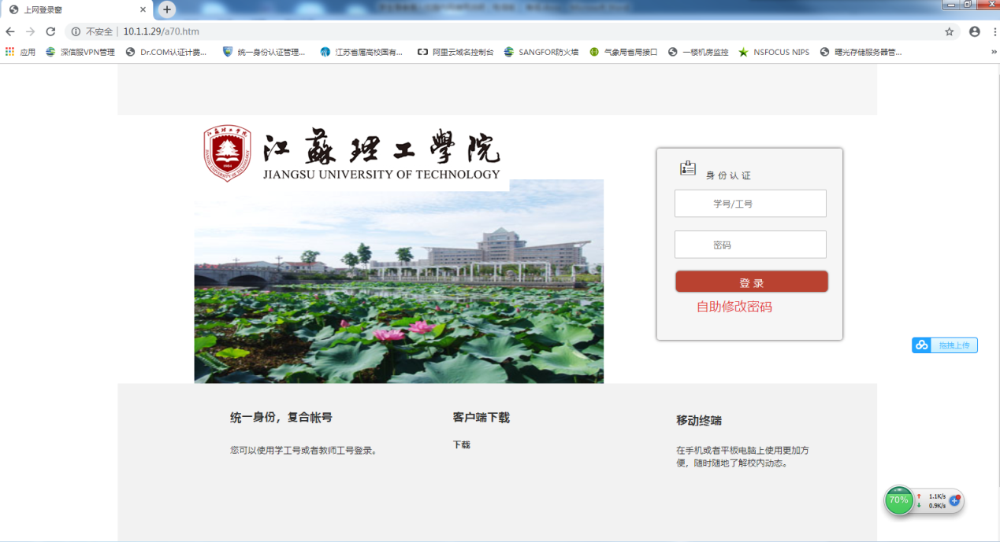 上网登录窗
不安全 | 10.1.1.29/a70.htm
应用 深信服VPN管理 Dr.COM认证计费... 统一身份认证管理... 江苏省属高校国有... 阿里云域名控制台 SANGFOR防火墙 气象局省局接口 一楼机房监控 NSFOCUS NIPS 曙光存储服务器管... »
江蘇理工學院
JIANGSU UNIVERSITY OF TECHNOLOGY
身份认证
学号/工号
密码
登录
自助修改密码
拖拽上传
统一身份，复合帐号
您可以使用学工号或者教师工号登录。
客户端下载
下载
移动终端
在手机或者平板电脑上使用更加方
便，随时随地了解校内动态。
70%
1.1K/s
0.9K/s